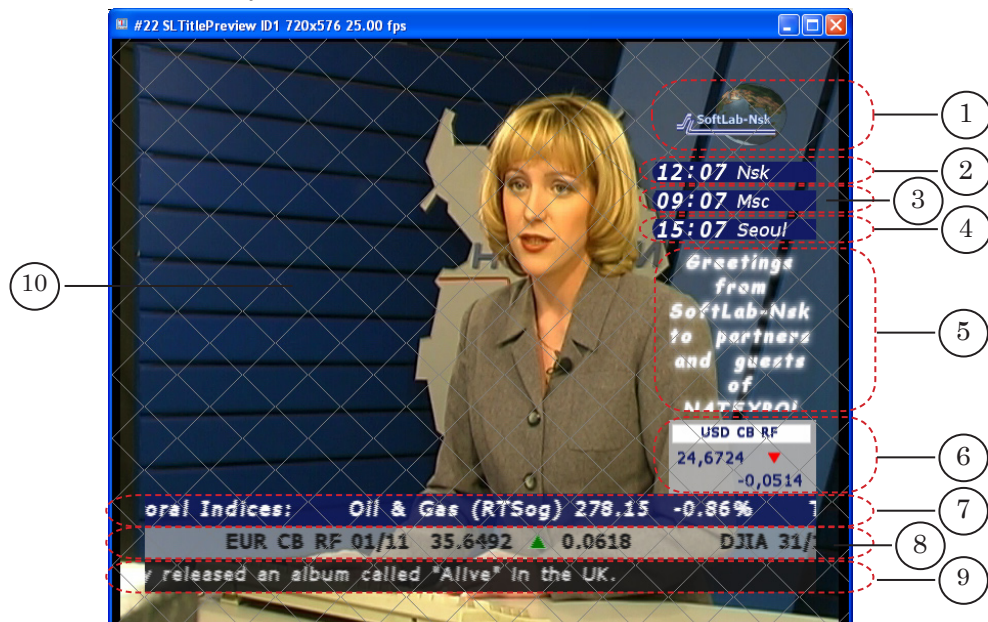 #22 SLTitlePreview ID1 720x576 25.00 fps
SoftLab-Nsk
1
12:07 Nsk
2
09:07 Msc
3
15:07 Seoul
4
Greetings
from
SoftLab-Nsk
to partners
and guests
of
NATEXPO!
5
10
USD CB RF
24,6724
-0,0514
6
oral Indices: Oil & Gas (RTSog) 278.15 -0.86%
7
EUR CB RF 01/11 35.6492 0.0618 DJIA 31/
8
y released an album called "Alive" in the UK.
9